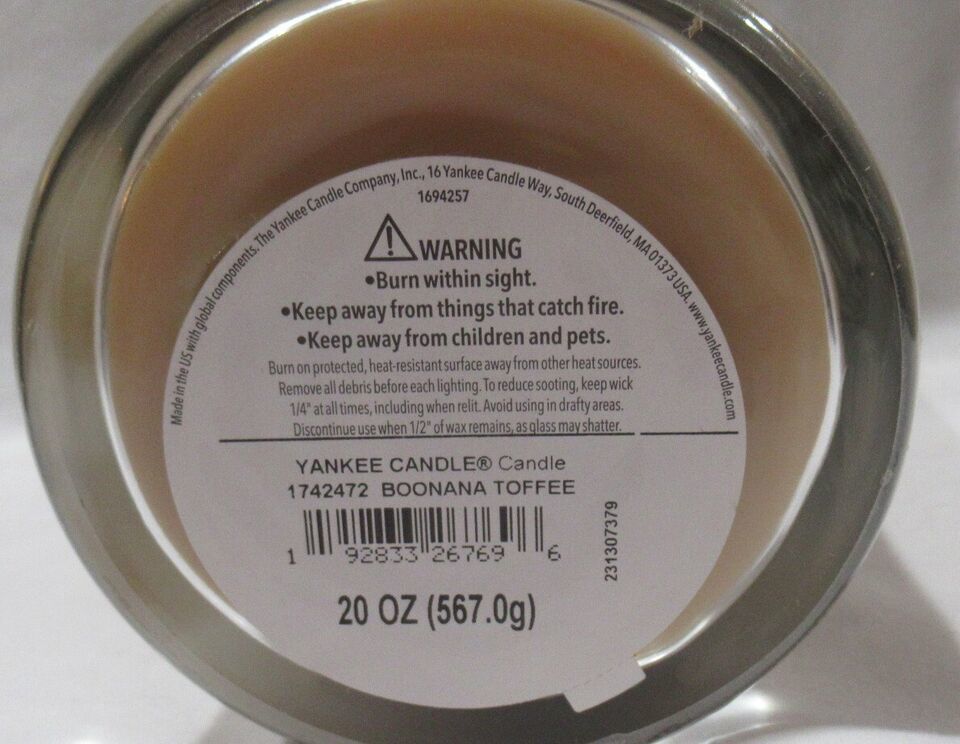 Made in the US with global components. The Yankee Candle Company, Inc., 16 Yankee Candle Way, South Deerfield, MA 01373 USA. www.yankeecandle.com
1694257
WARNING
•Burn within sight.
•Keep away from things that catch fire.
•Keep away from children and pets.
Burn on protected, heat-resistant surface away from other heat sources.
Remove all debris before each lighting. To reduce sooting, keep wick
1/4" at all times, including when relit. Avoid using in drafty areas.
Discontinue use when 1/2" of wax remains, as glass may shatter.
YANKEE CANDLE® Candle
1742472 BOONANA TOFFEE
1 92833 26769 6
231307379
20 OZ (567.0g)